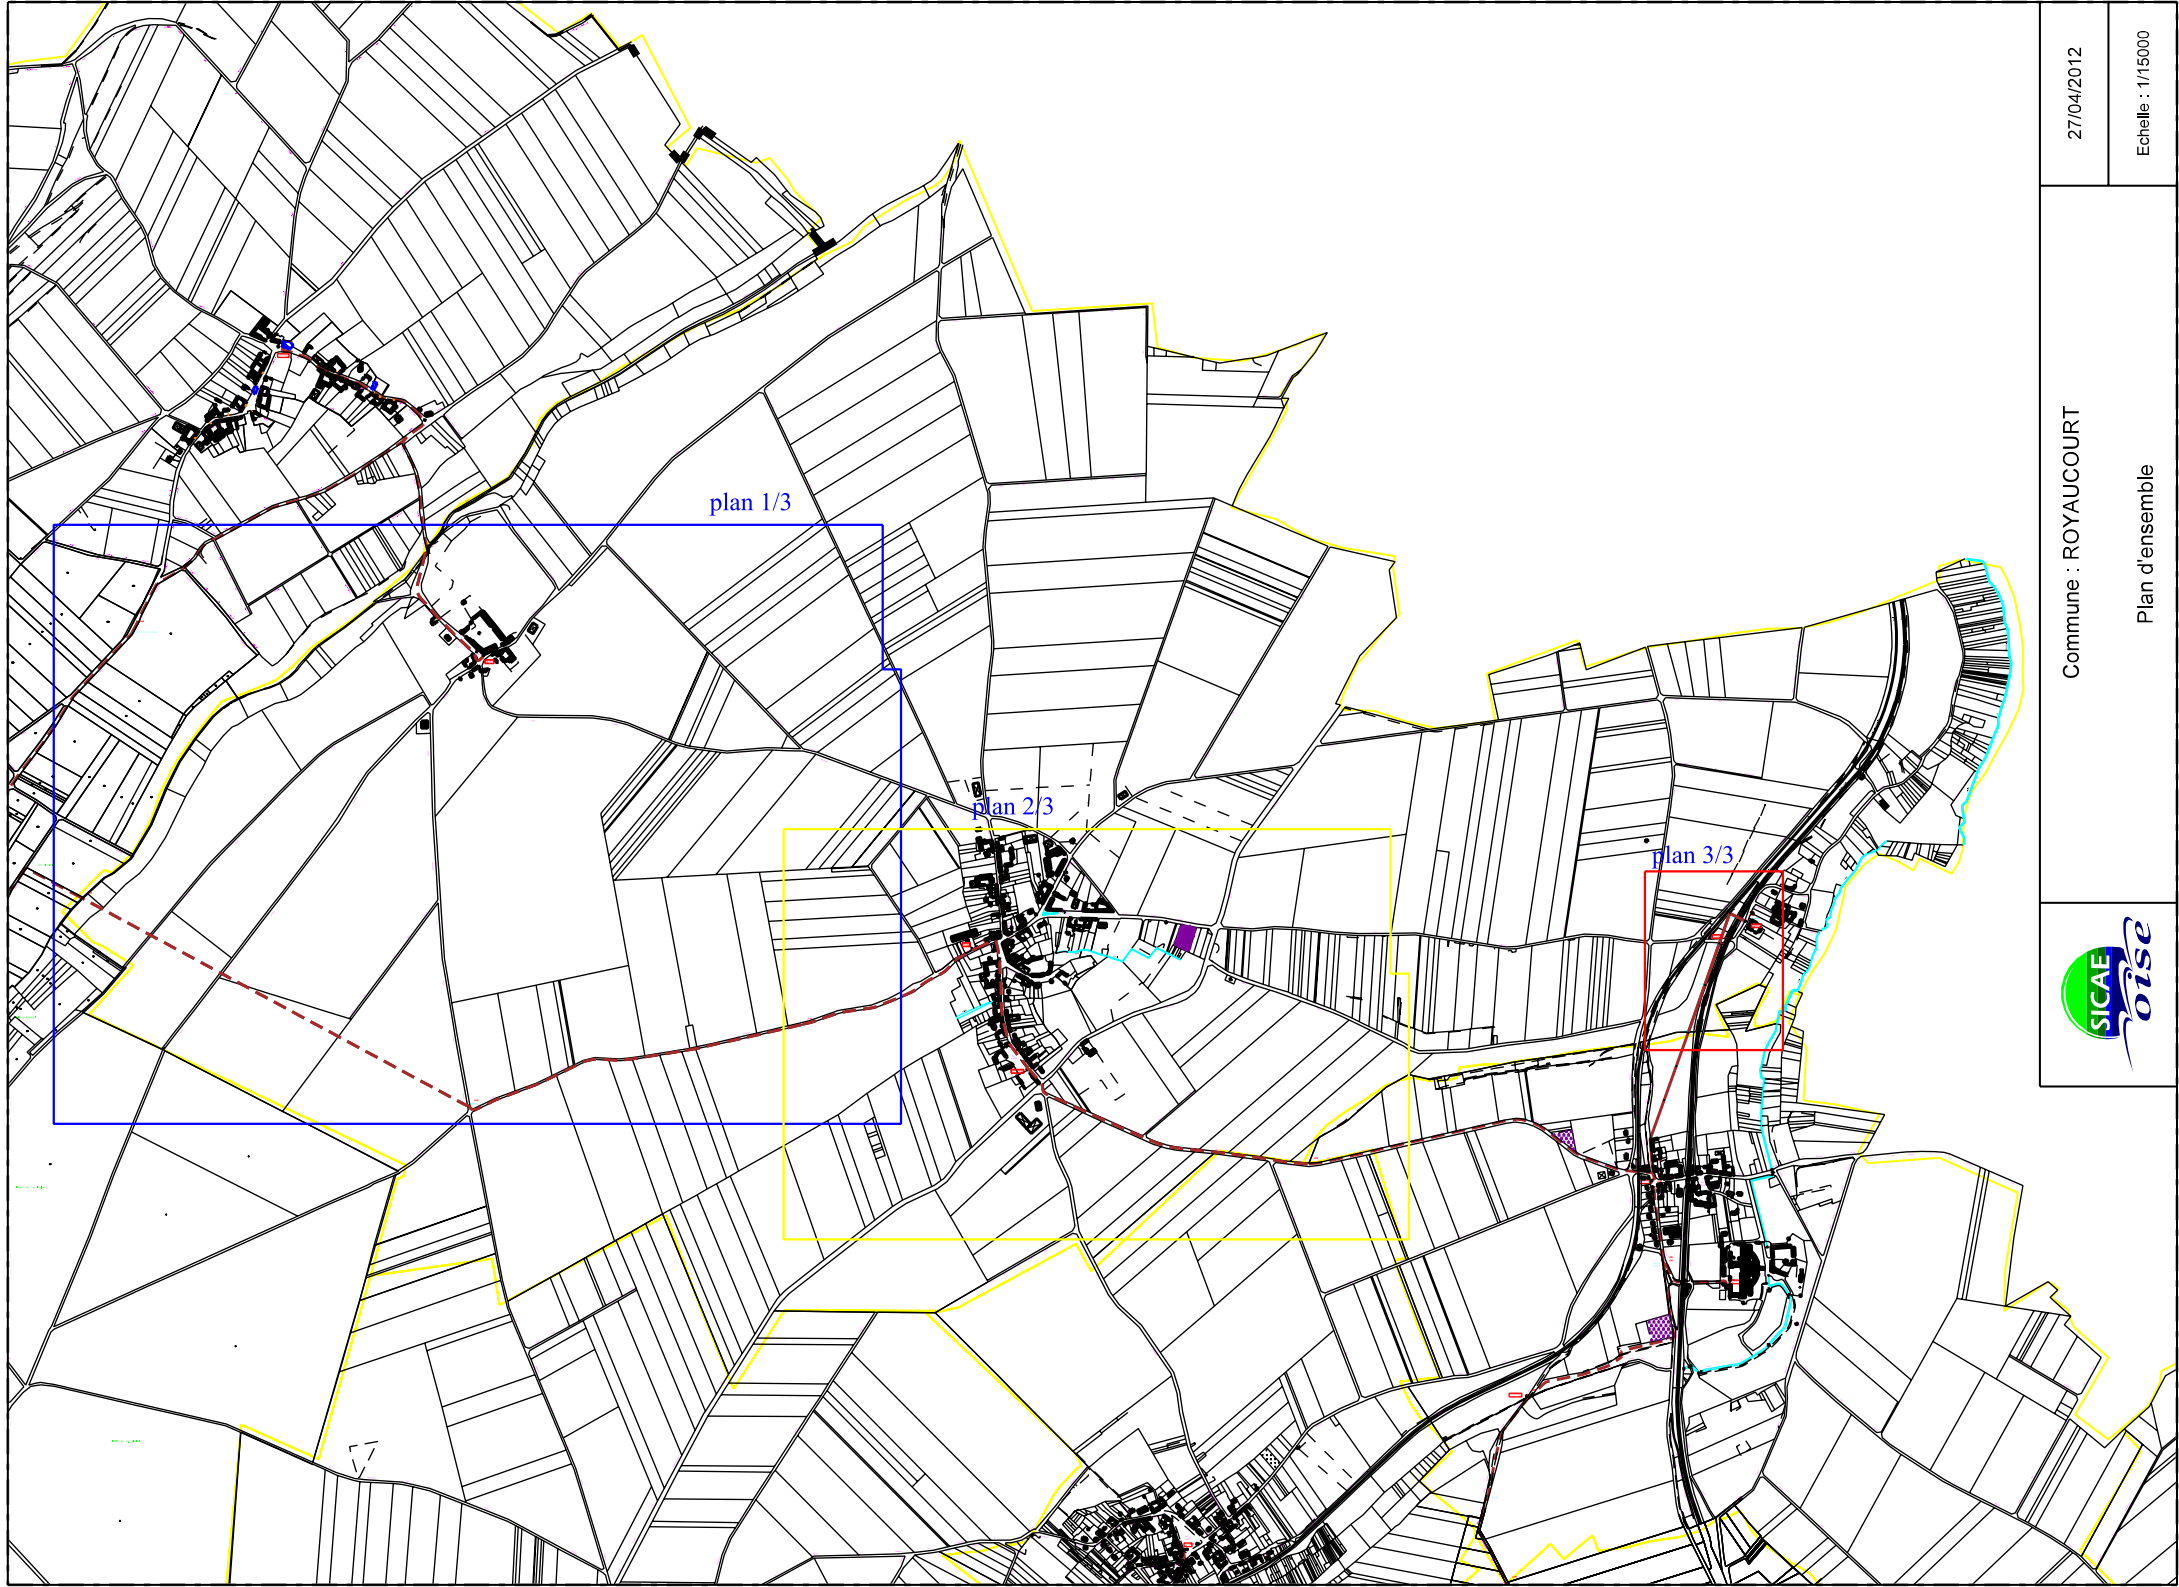 plan 1/3
plan 2/3
plan 3/3
27/04/2012
Echelle : 1/15000
Commune : ROYAUCOURT
Plan d'ensemble
SICAE
oise